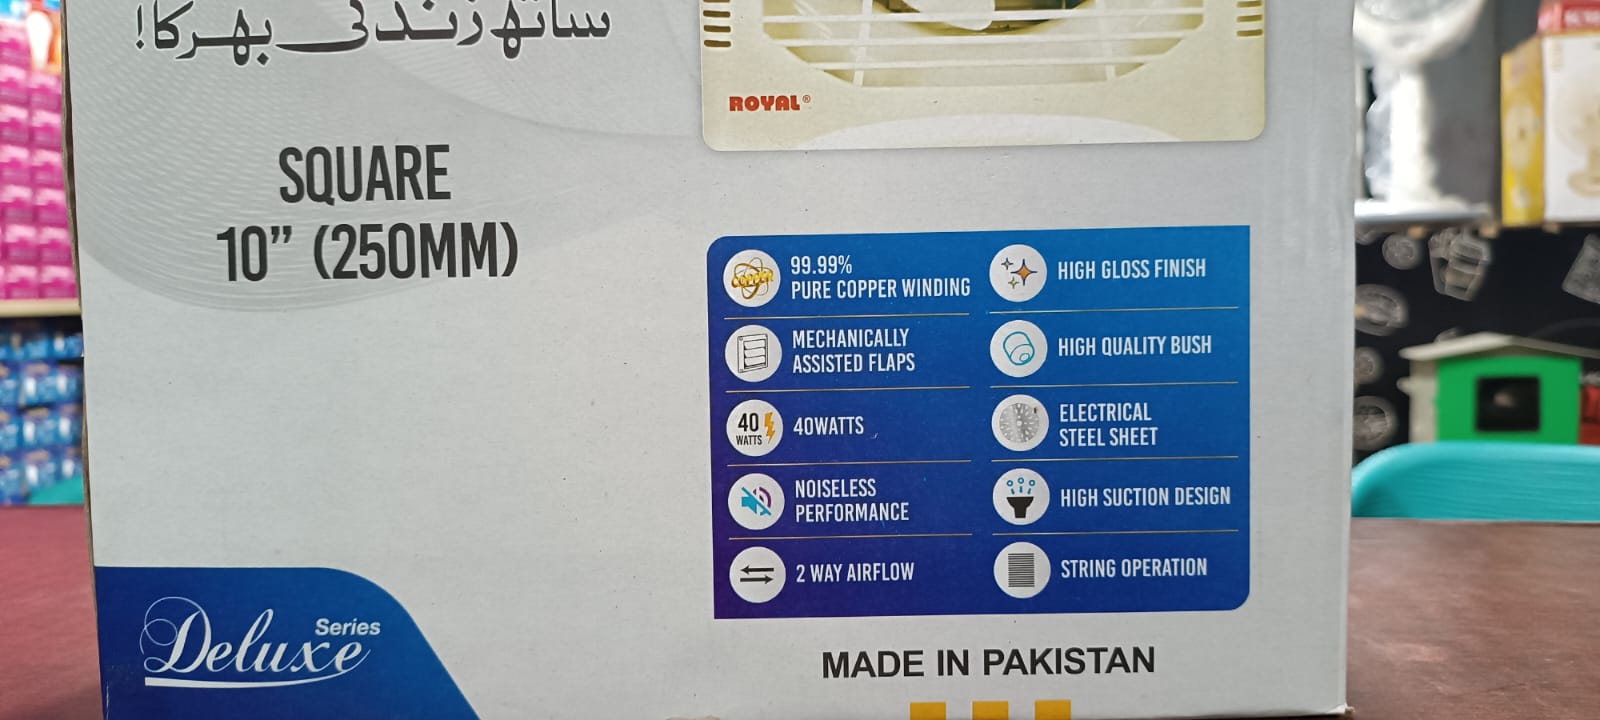 ساتھ زندگی بھر کا!
ROYAL®
SQUARE
10” (250MM)
COPPER
99.99%
PURE COPPER WINDING
HIGH GLOSS FINISH
MECHANICALLY
ASSISTED FLAPS
HIGH QUALITY BUSH
40
WATTS
40WATTS
ELECTRICAL
STEEL SHEET
NOISELESS
PERFORMANCE
HIGH SUCTION DESIGN
2 WAY AIRFLOW
STRING OPERATION
Deluxe Series
MADE IN PAKISTAN